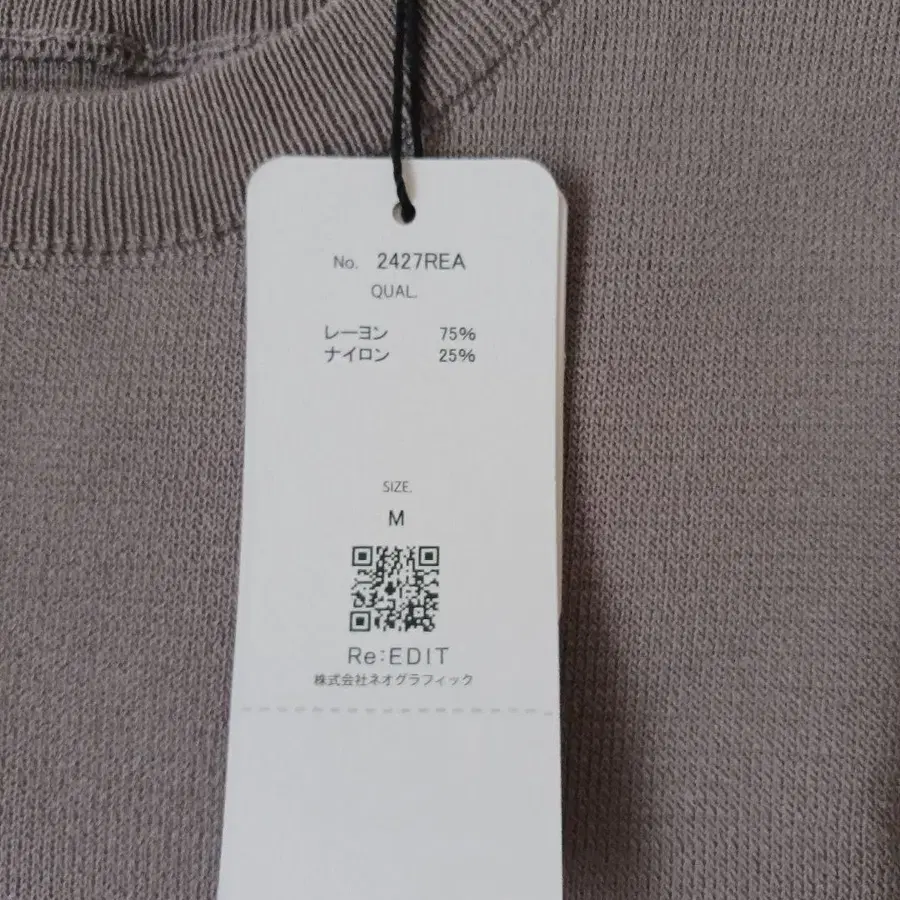 No. 2427REA
QUAL.
レーヨン 75%
ナイロン 25%
SIZE.
M
Re:EDIT
株式会社ネオグラフィック